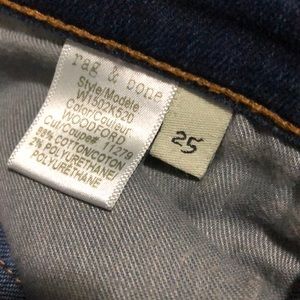 rag & bone
Style/Modele
W1502K520
Color/Couleur
WOODFORD
Cut/Coupe# 11279
98% COTTON/COTON
2% POLYURETHANE/
POLYURETHANE
25